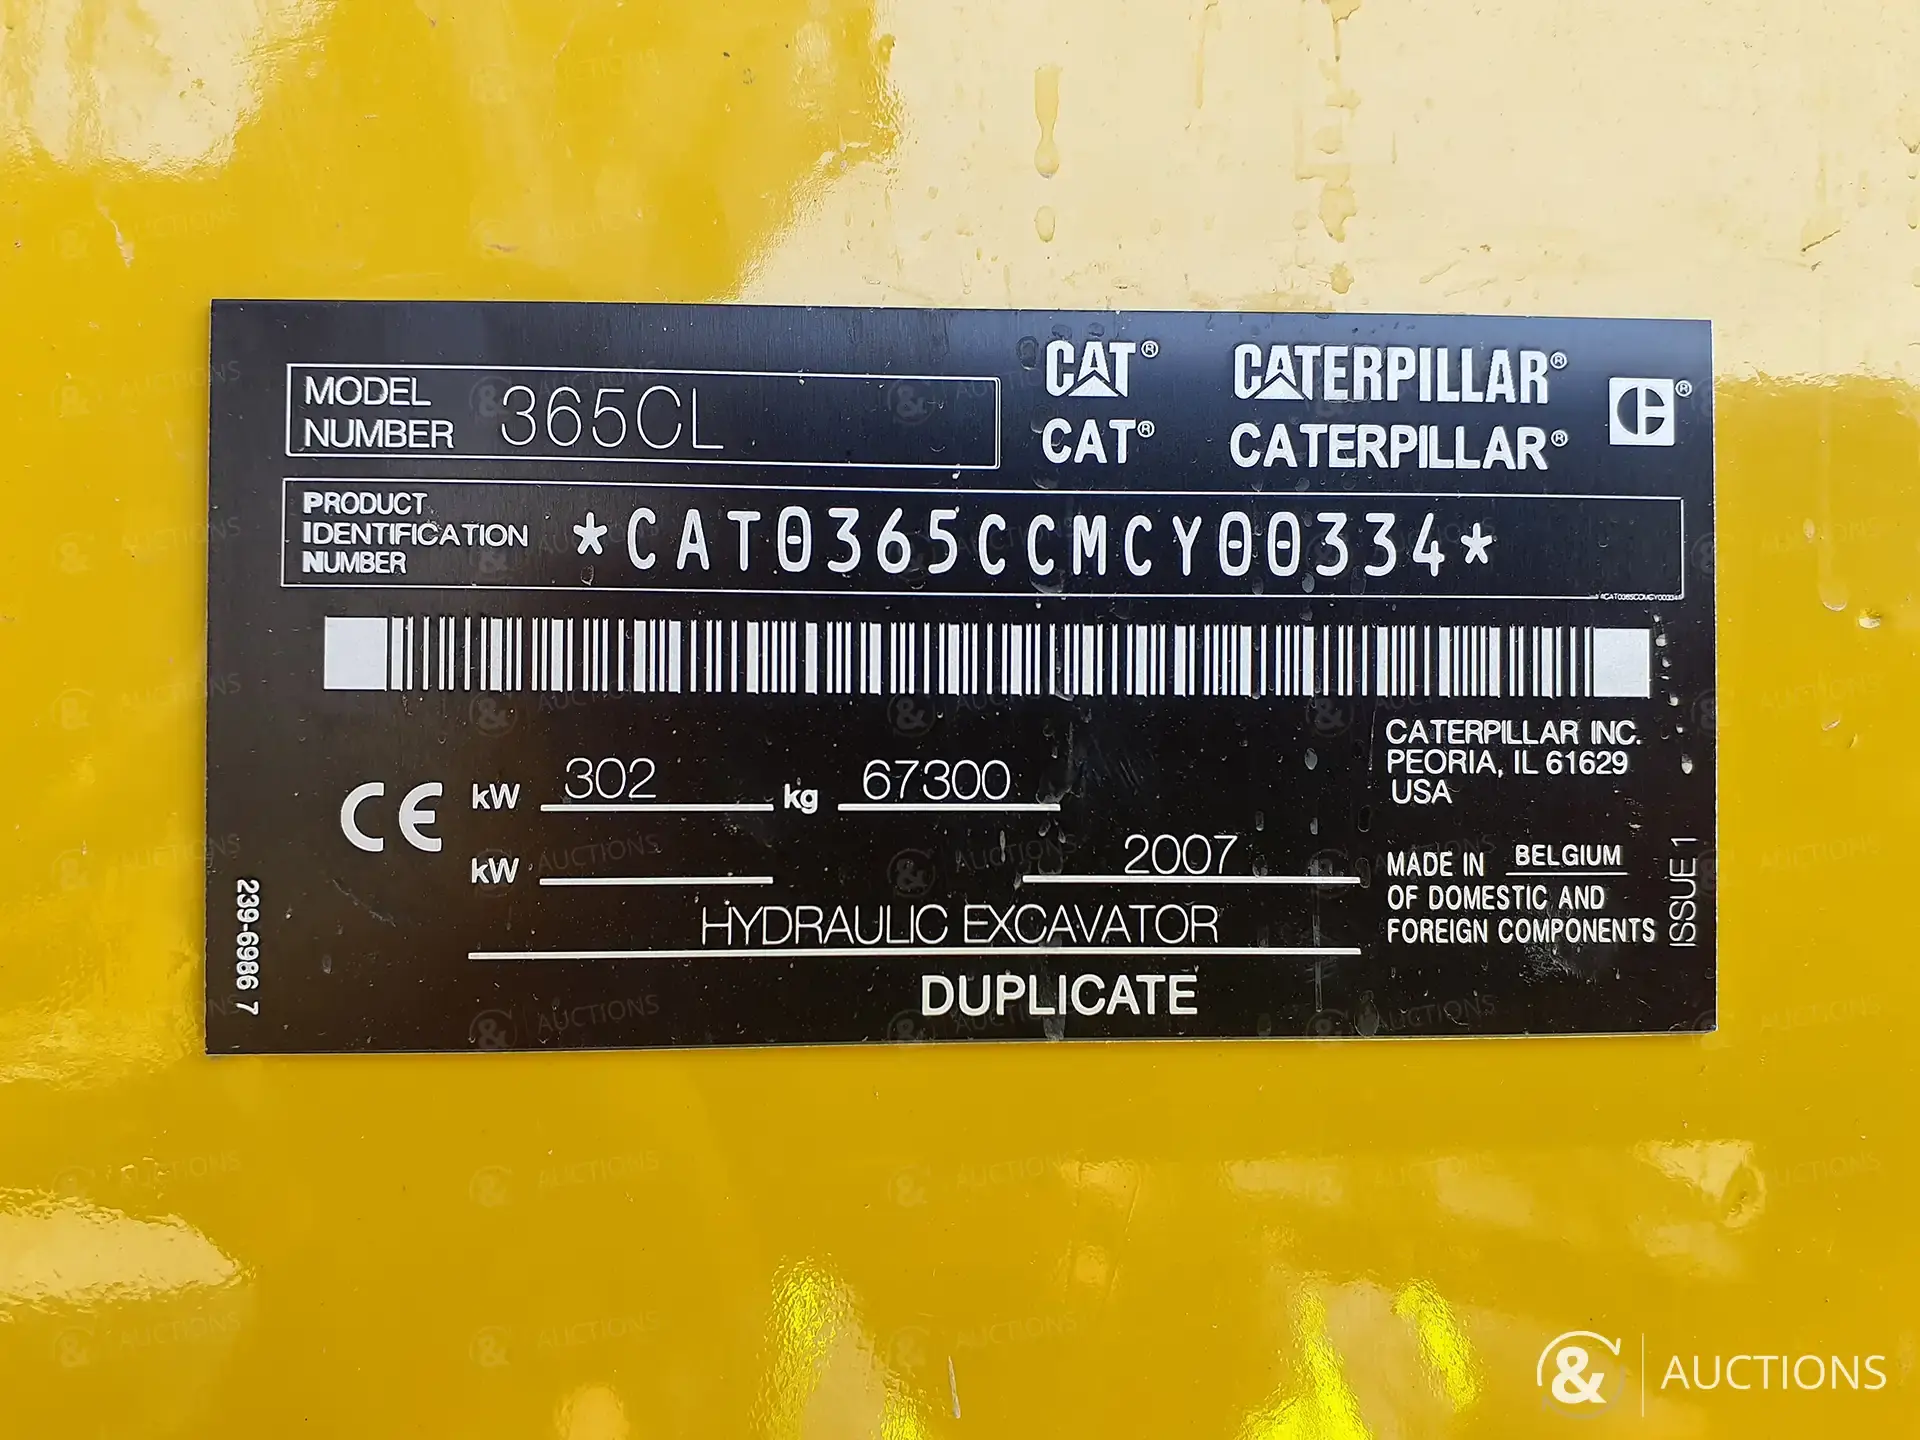 MODEL NUMBER 365CL
CAT® CATERPILLAR®
CAT® CATERPILLAR®
PRODUCT IDENTIFICATION NUMBER *CAT0365CCMCY00334*
*CAT0365CCMCY00334*
CE kW 302 kg 67300
kW 2007
HYDRAULIC EXCAVATOR
DUPLICATE
CATERPILLAR INC.
PEORIA, IL 61629
USA
MADE IN BELGIUM
OF DOMESTIC AND
FOREIGN COMPONENTS
ISSUE 1
239-6986 7
& AUCTIONS